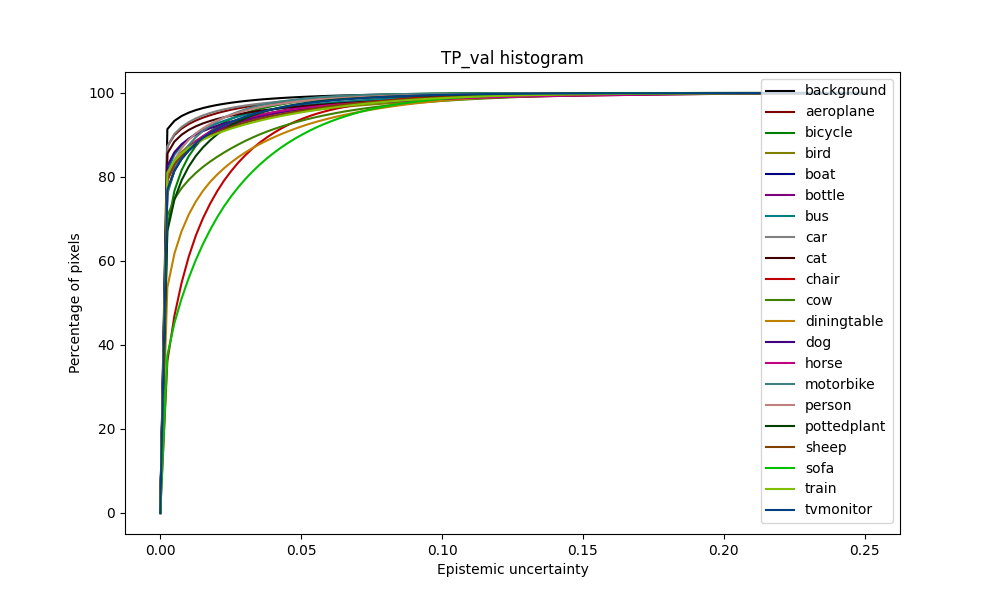 TP_val histogram
Percentage of pixels
100
80
60
40
20
0
0.00
0.05
0.10
0.15
0.20
0.25
Epistemic uncertainty
background
aeroplane
bicycle
bird
boat
bottle
bus
car
cat
chair
cow
diningtable
dog
horse
motorbike
person
pottedplant
sheep
sofa
train
tvmonitor